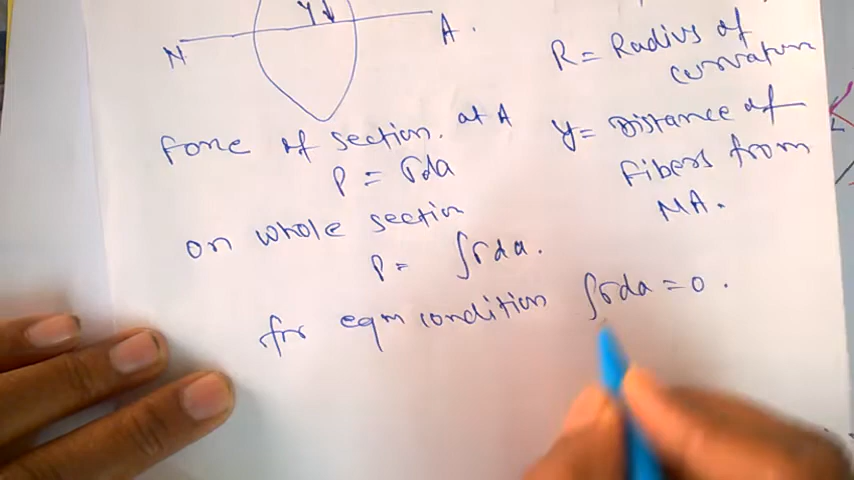 Y
N
A.
R = Radius of
curvature
Force of section. at A
P = σda
Y = Distance of
Fibers from
NA.
on whole section
P = ∫σda.
for eqm condition ∫σda = 0.